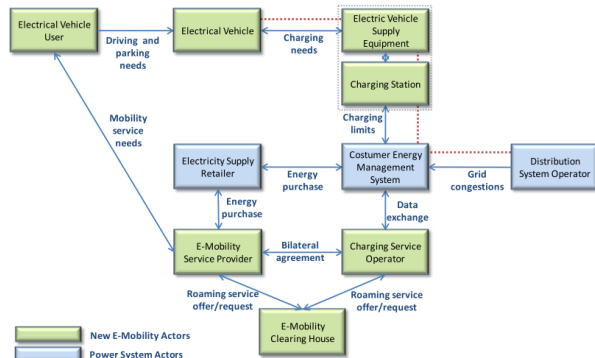 Electrical Vehicle
User
Electrical Vehicle
Electric Vehicle
Supply
Equipment
Driving and
parking
needs
Charging
needs
Charging Station
Mobility
service
needs
Charging
limits
Electricity Supply
Retailer
Energy
purchase
Costumer Energy
Management
System
Grid
congestions
Distribution
System Operator
Energy
purchase
Data
exchange
E-Mobility
Service Provider
Bilateral
agreement
Charging Service
Operator
Roaming service
offer/request
Roaming service
offer/request
E-Mobility
Clearing House
New E-Mobility Actors
Power System Actors